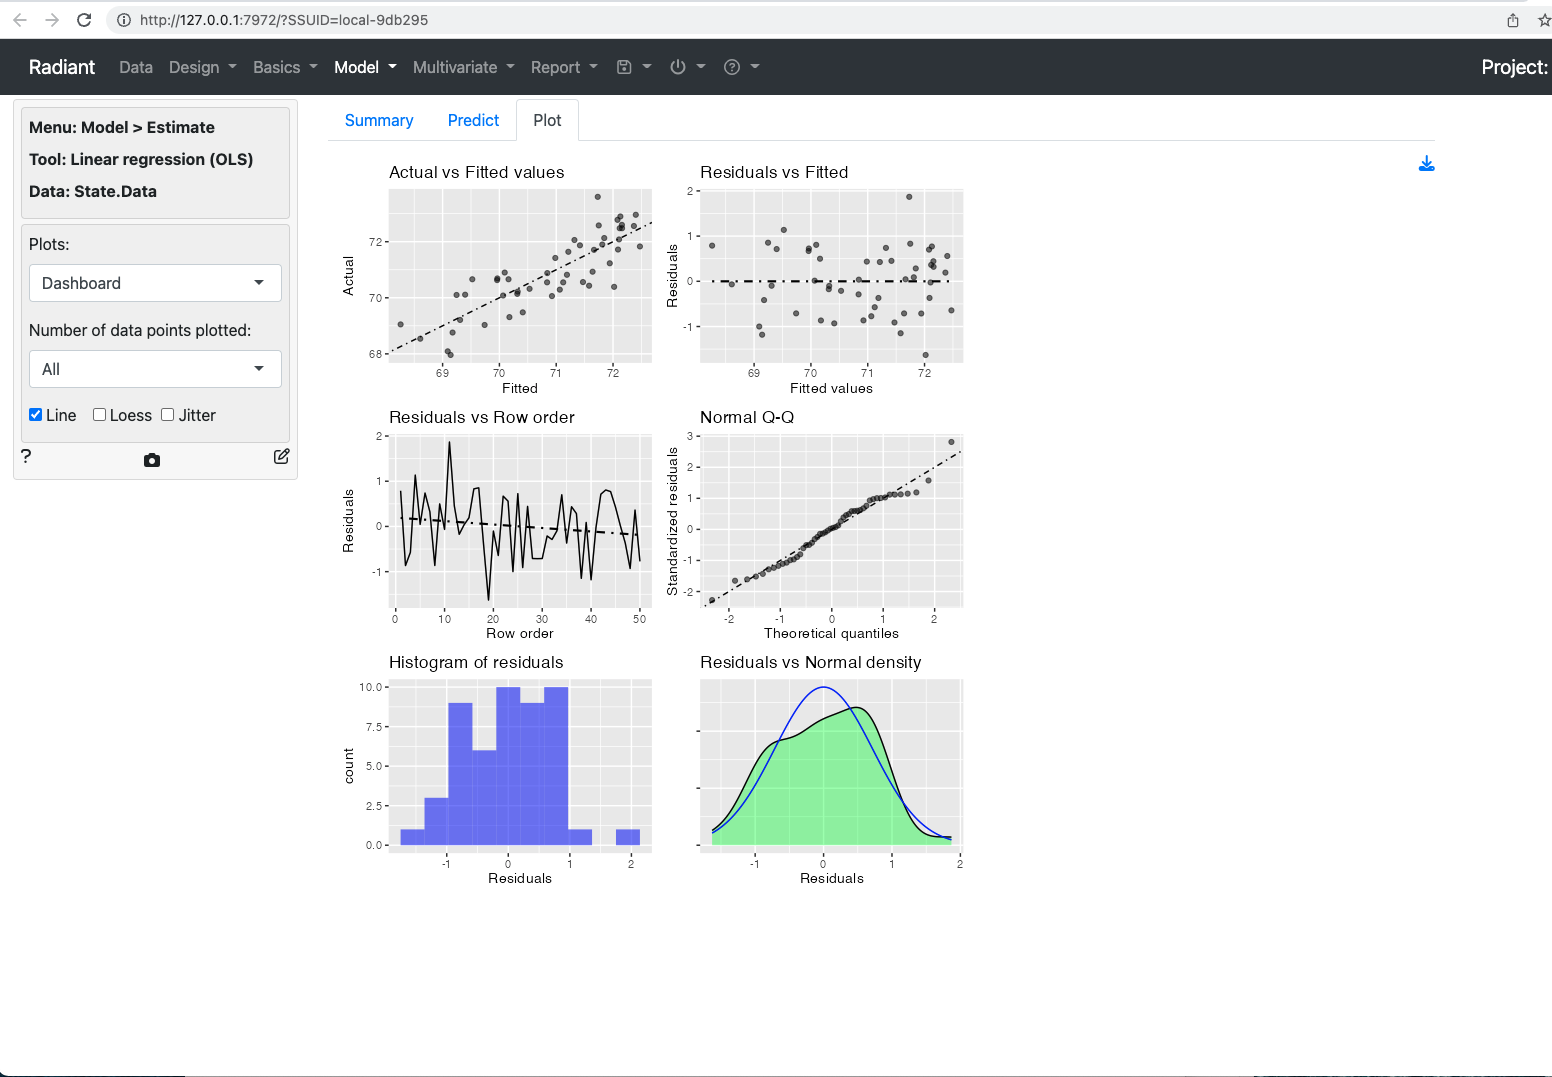 http://127.0.0.1:7972/?SSUID=local-9db295
Radiant Data Design Basics Model Multivariate Report Project:
Menu: Model > Estimate
Tool: Linear regression (OLS)
Data: State.Data
Plots:
Dashboard
Number of data points plotted:
All
Line Loess Jitter
?
Summary Predict Plot
Actual vs Fitted values
Actual
72
70
68
69 70 71 72
Fitted
Residuals vs Fitted
Residuals
2
1
0
-1
69 70 71 72
Fitted values
Residuals vs Row order
Residuals
2
1
0
-1
0 10 20 30 40 50
Row order
Normal Q-Q
Standardized residuals
3
2
1
0
-1
-2
-2 -1 0 1 2
Theoretical quantiles
Histogram of residuals
count
10.0
7.5
5.0
2.5
0.0
-1 0 1 2
Residuals
Residuals vs Normal density
-1 0 1 2
Residuals